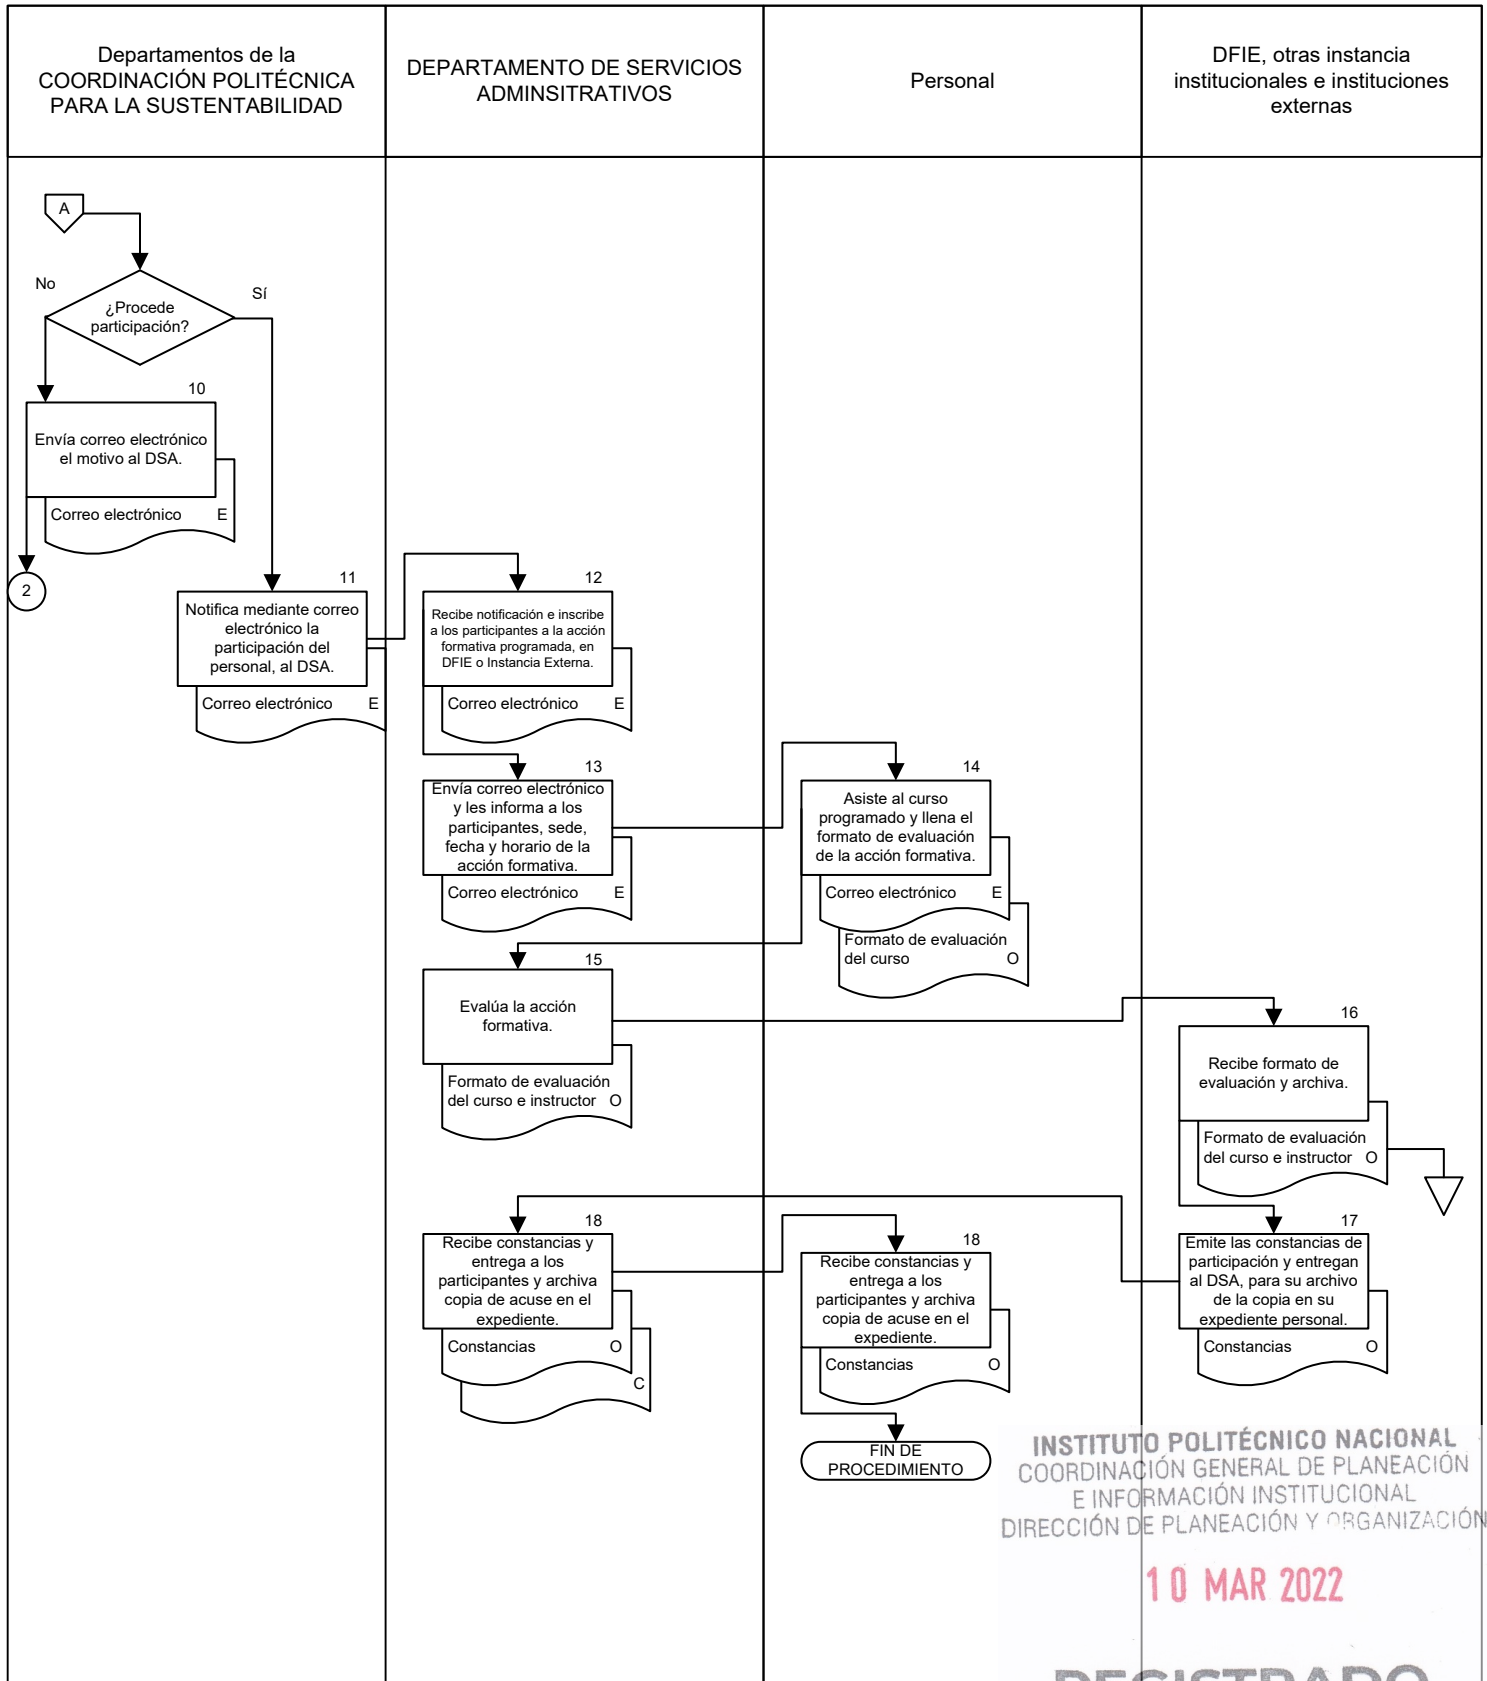 Departamentos de la
COORDINACIÓN POLITÉCNICA
PARA LA SUSTENTABILIDAD
DEPARTAMENTO DE SERVICIOS
ADMINSITRATIVOS
Personal
DFIE, otras instancia
institucionales e instituciones
externas
A
No
Sí
¿Procede
participación?
10
Envía correo electrónico
el motivo al DSA.
Correo electrónico E
2
11
Notifica mediante correo
electrónico la
participación del
personal, al DSA.
Correo electrónico E
12
Recibe notificación e inscribe
a los participantes a la acción
formativa programada, en
DFIE o Instancia Externa.
Correo electrónico E
13
Envía correo electrónico
y les informa a los
participantes, sede,
fecha y horario de la
acción formativa.
Correo electrónico E
14
Asiste al curso
programado y llena el
formato de evaluación
de la acción formativa.
Correo electrónico E
Formato de evaluación
del curso O
15
Evalúa la acción
formativa.
Formato de evaluación
del curso e instructor O
16
Recibe formato de
evaluación y archiva.
Formato de evaluación
del curso e instructor O
17
Emite las constancias de
participación y entregan
al DSA, para su archivo
de la copia en su
expediente personal.
Constancias O
18
Recibe constancias y
entrega a los
participantes y archiva
copia de acuse en el
expediente.
Constancias O
C
18
Recibe constancias y
entrega a los
participantes y archiva
copia de acuse en el
expediente.
Constancias O
FIN DE
PROCEDIMIENTO
INSTITUTO POLITÉCNICO NACIONAL
COORDINACIÓN GENERAL DE PLANEACIÓN
E INFORMACIÓN INSTITUCIONAL
DIRECCIÓN DE PLANEACIÓN Y ORGANIZACIÓN
10 MAR 2022
REGISTRADO